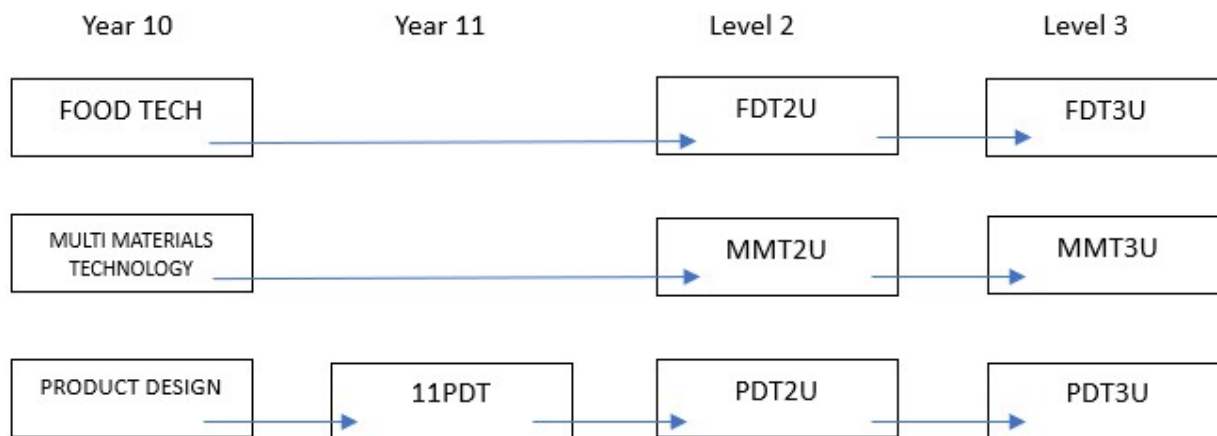 Year 10 Year 11 Level 2 Level 3
FOOD TECH FDT2U FDT3U
MULTI MATERIALS
TECHNOLOGY
MMT2U MMT3U
PRODUCT DESIGN 11PDT PDT2U PDT3U